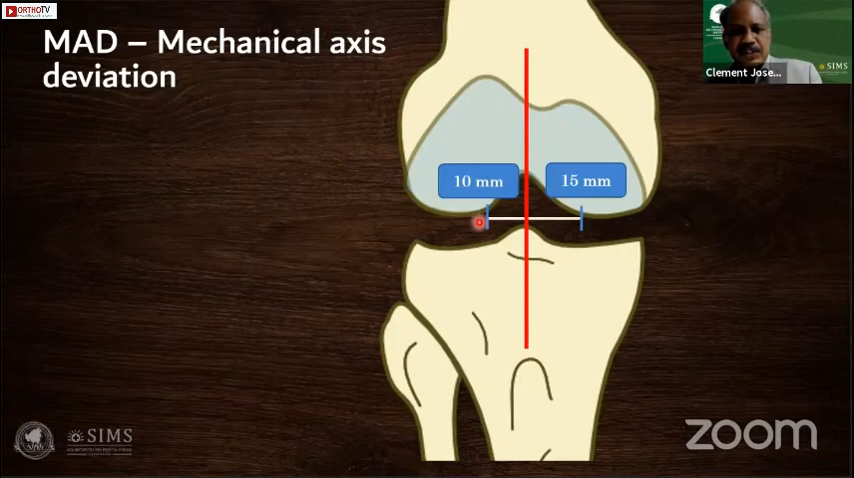 ORTHOTV
MAD – Mechanical axis
deviation
Clement Jose...
SIMS
10 mm
15 mm
SIMS
zoom